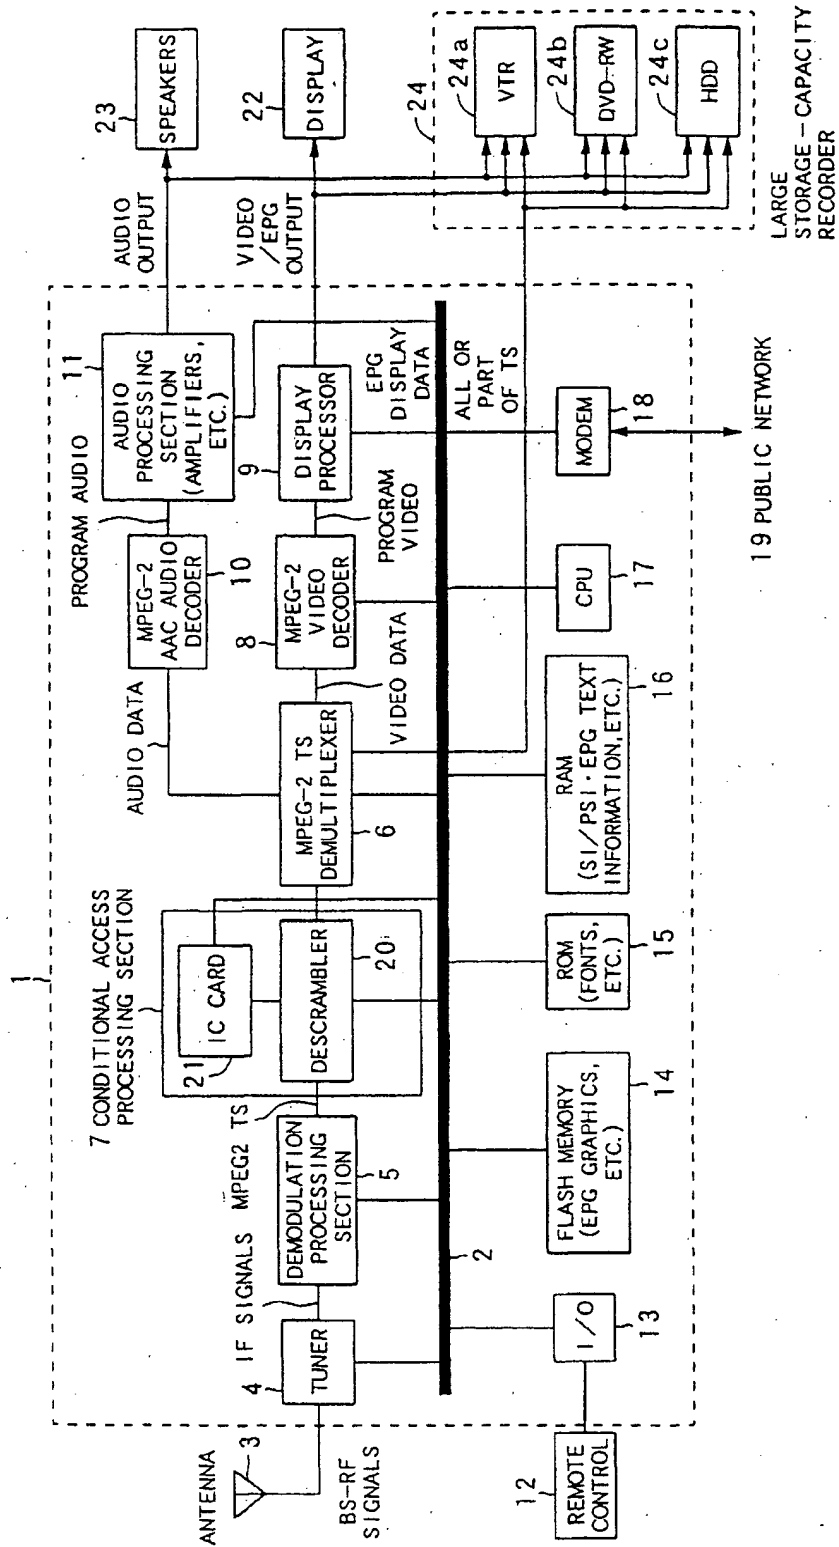 1
7 CONDITIONAL ACCESS
PROCESSING SECTION
ANTENNA
3
BS-RF
SIGNALS
4
TUNER
IF SIGNALS
DEMODULATION
PROCESSING
SECTION
5
MPEG2 TS
21
IC CARD
DESCRAMBLER
20
MPEG-2 TS
DEMULTIPLEXER
6
AUDIO DATA
VIDEO DATA
MPEG-2
AAC AUDIO
DECODER
10
8
MPEG-2
VIDEO
DECODER
PROGRAM AUDIO
PROGRAM
VIDEO
11
AUDIO
PROCESSING
SECTION
(AMPLIFIERS,
ETC.)
9
DISPLAY
PROCESSOR
EPG
DISPLAY
DATA
ALL OR
PART
OF TS
AUDIO
OUTPUT
VIDEO
/EPG
OUTPUT
23
SPEAKERS
22
DISPLAY
24
24a
VTR
24b
DVD-RW
24c
HDD
LARGE
STORAGE-CAPACITY
RECORDER
2
12
REMOTE
CONTROL
I/O
13
FLASH MEMORY
(EPG GRAPHICS,
ETC.)
14
ROM
(FONTS,
ETC.)
15
RAM
(SI/PSI·EPG TEXT
INFORMATION,ETC.)
16
CPU
17
MODEM
18
19 PUBLIC NETWORK